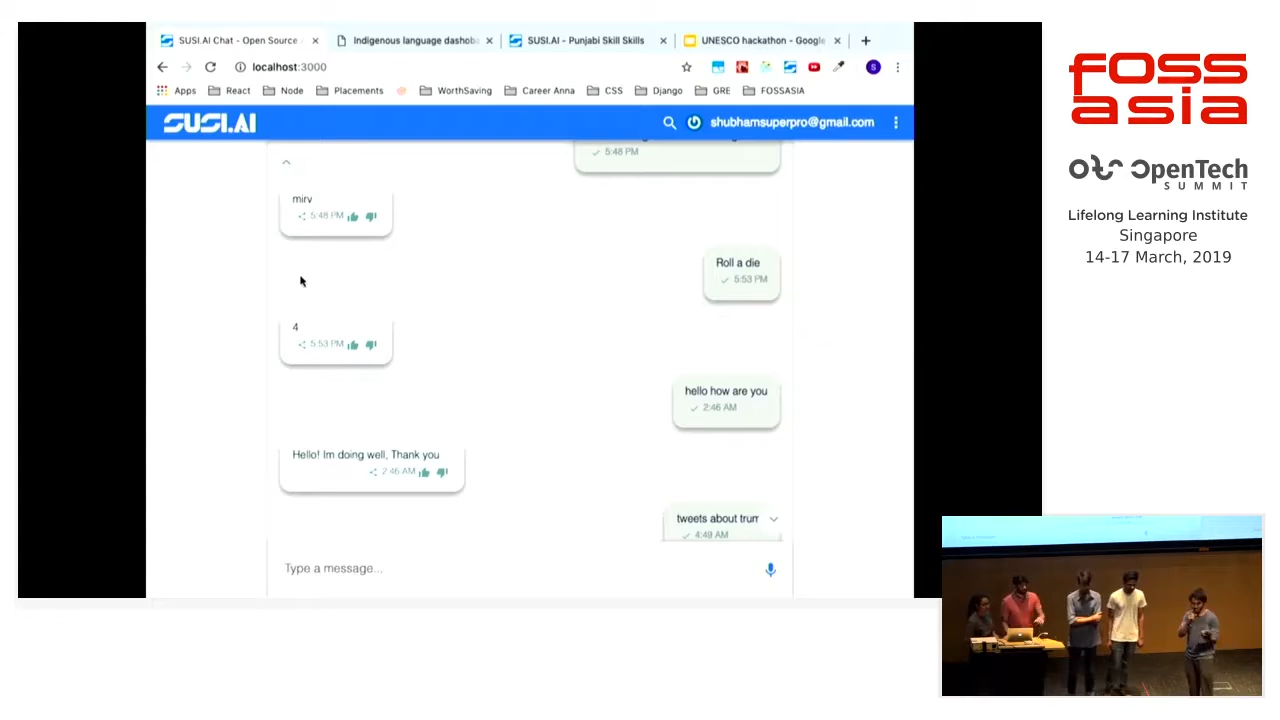 SUSI.AI Chat - Open Source -
Indigenous language dashob
SUSI.AI - Punjabi Skill Skills
UNESCO hackathon - Google
localhost:3000
S
Apps
React
Node
Placements
WorthSaving
Career Anna
CSS
Django
GRE
FOSSASIA
SUSI.AI
shubhamsuperpro@gmail.com
5:48 PM
mirv
5:48 PM
Roll a die
5:53 PM
4
5:53 PM
hello how are you
2:46 AM
Hello! Im doing well, Thank you
2:46 AM
tweets about trum
4:49 AM
Type a message...
FOSS
asia
OpenTech
SUMMIT
Lifelong Learning Institute
Singapore
14-17 March, 2019